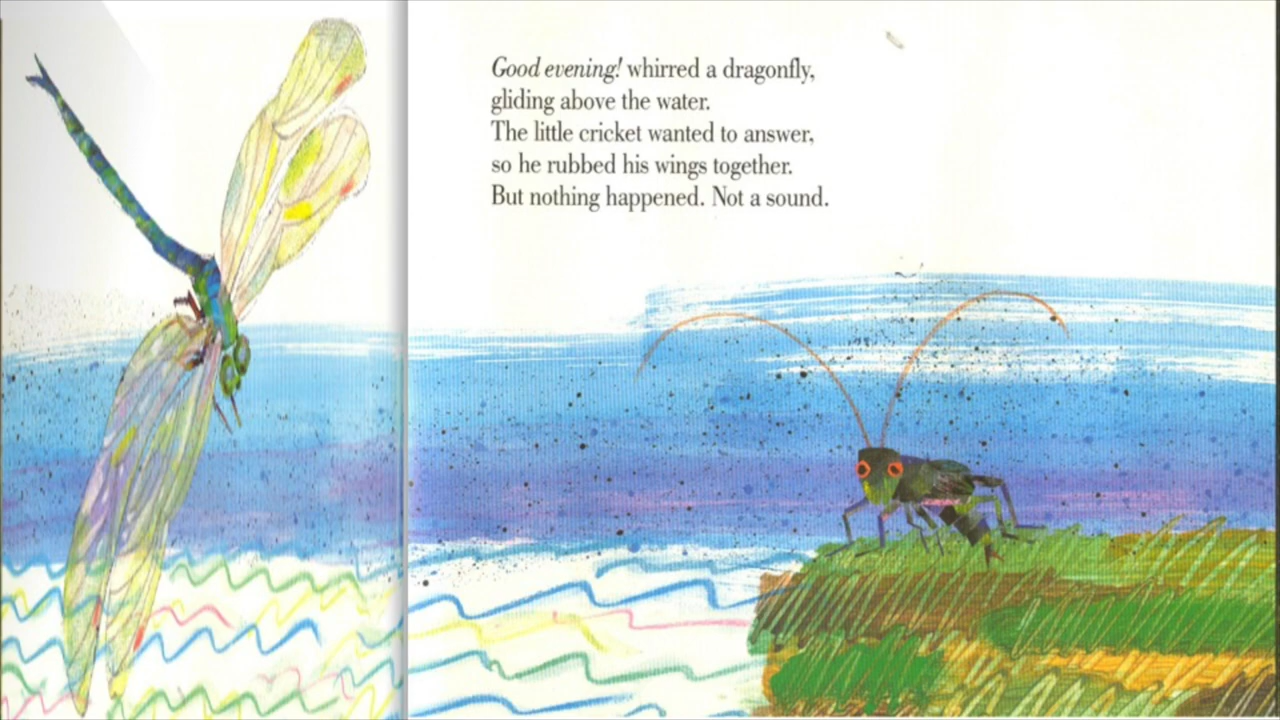 Good evening! whirred a dragonfly,
gliding above the water.
The little cricket wanted to answer,
so he rubbed his wings together.
But nothing happened. Not a sound.